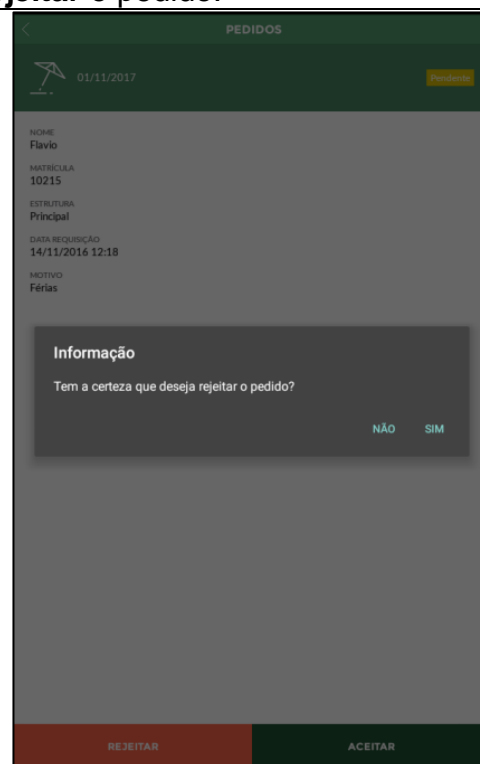 jeitar o pedido.
PEDIDOS
01/11/2017
Pendente
NOME
Flavio
MATRÍCULA
10215
ESTRUTURA
Principal
DATA REQUISIÇÃO
14/11/2016 12:18
MOTIVO
Férias
Informação
Tem a certeza que deseja rejeitar o pedido?
NÃO SIM
REJEITAR ACEITAR